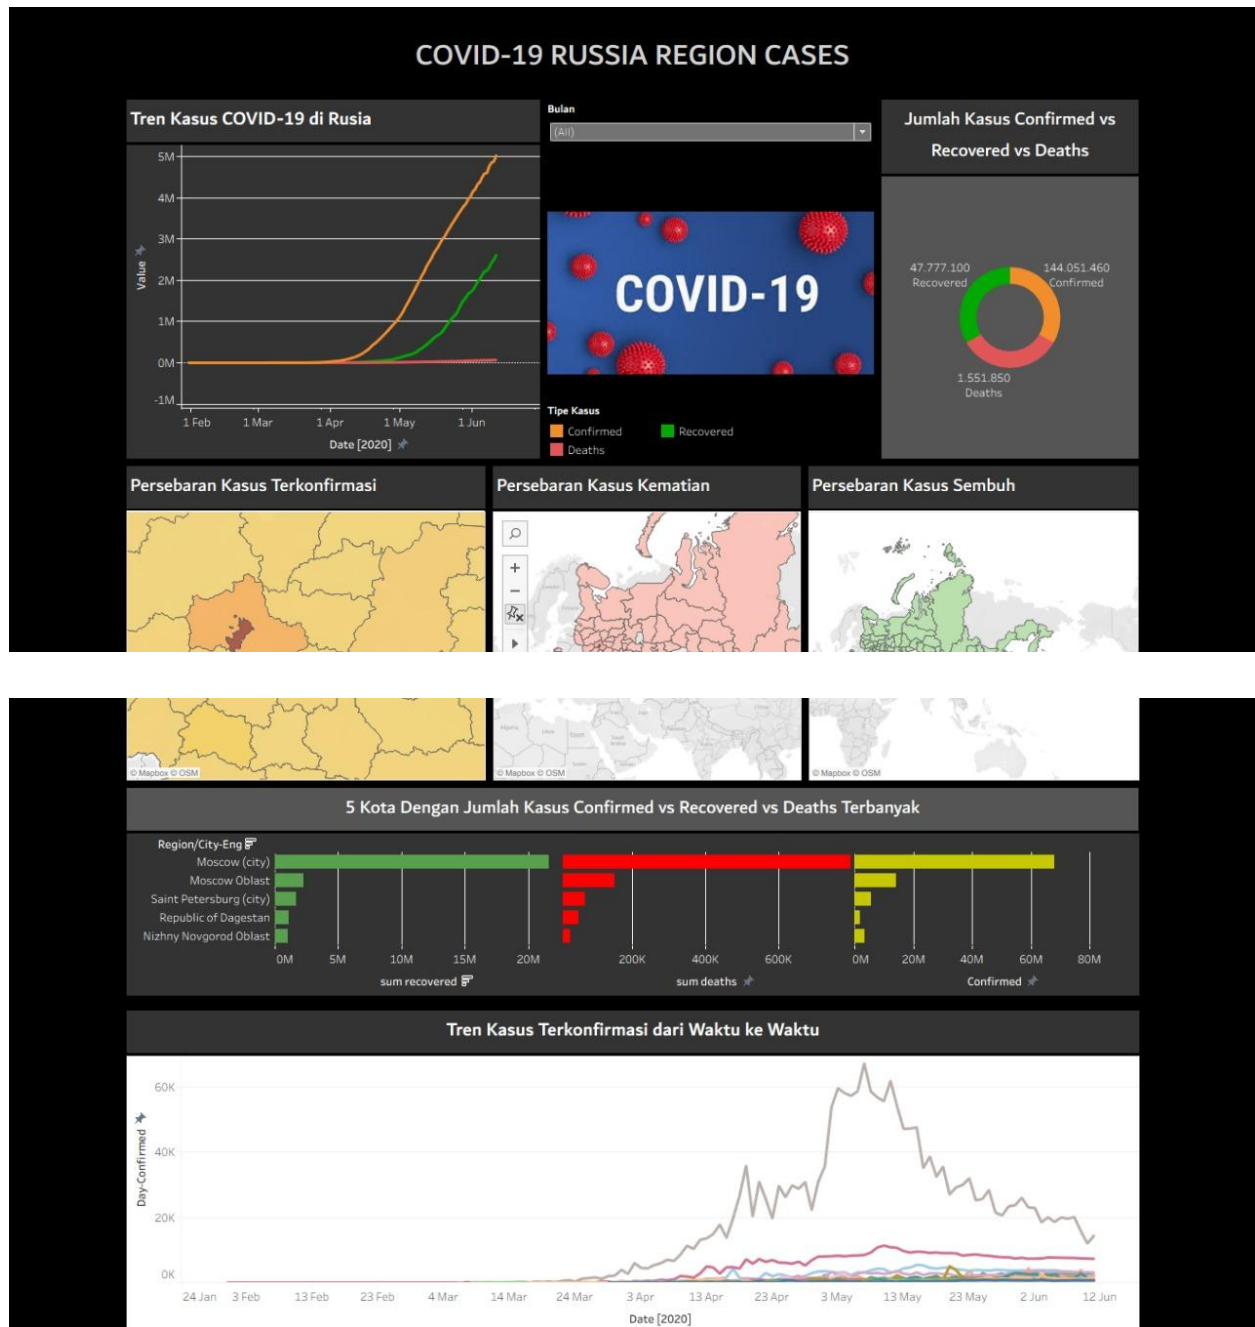 COVID-19 RUSSIA REGION CASES
Tren Kasus COVID-19 di Rusia
5M
4M
3M
2M
1M
0M
-1M
Value
1 Feb
1 Mar
1 Apr
1 May
1 Jun
Date [2020]
Bulan
(All)
COVID-19
Tipe Kasus
Confirmed
Recovered
Deaths
Jumlah Kasus Confirmed vs
Recovered vs Deaths
47.777.100
Recovered
144.051.460
Confirmed
1.551.850
Deaths
Persebaran Kasus Terkonfirmasi
Persebaran Kasus Kematian
Persebaran Kasus Sembuh
© Mapbox © OSM
Algeria
Libya
Egypt
Saudi
Arabia
© Mapbox © OSM
© Mapbox © OSM
5 Kota Dengan Jumlah Kasus Confirmed vs Recovered vs Deaths Terbanyak
Region/City-Eng
Moscow (city)
Moscow Oblast
Saint Petersburg (city)
Republic of Dagestan
Nizhny Novgorod Oblast
0M
5M
10M
15M
20M
sum recovered
200K
400K
600K
sum deaths
0M
20M
40M
60M
80M
Confirmed
Tren Kasus Terkonfirmasi dari Waktu ke Waktu
60K
40K
20K
0K
Day-Confirmed
24 Jan
3 Feb
13 Feb
23 Feb
4 Mar
14 Mar
24 Mar
3 Apr
13 Apr
23 Apr
3 May
13 May
23 May
2 Jun
12 Jun
Date [2020]